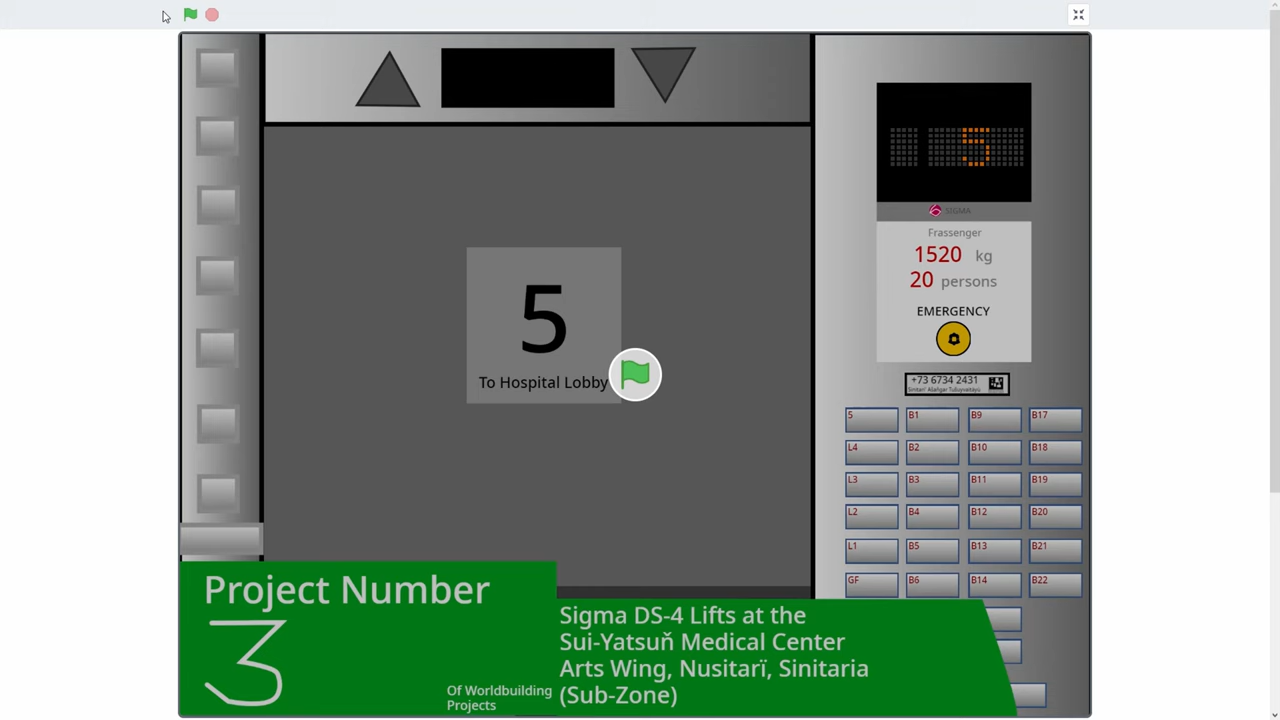 5
SIGMA
Frassenger
1520 kg
20 persons
EMERGENCY
5
To Hospital Lobby
+73 6734 2431
5 B1 B9 B17
L4 B2 B10 B18
L3 B3 B11 B19
L2 B4 B12 B20
L1 B5 B13 B21
GF B6 B14 B22
Project Number
3
Of Worldbuilding
Projects
Sigma DS-4 Lifts at the
Sui-Yatsuň Medical Center
Arts Wing, Nusitarï, Sinitaria
(Sub-Zone)